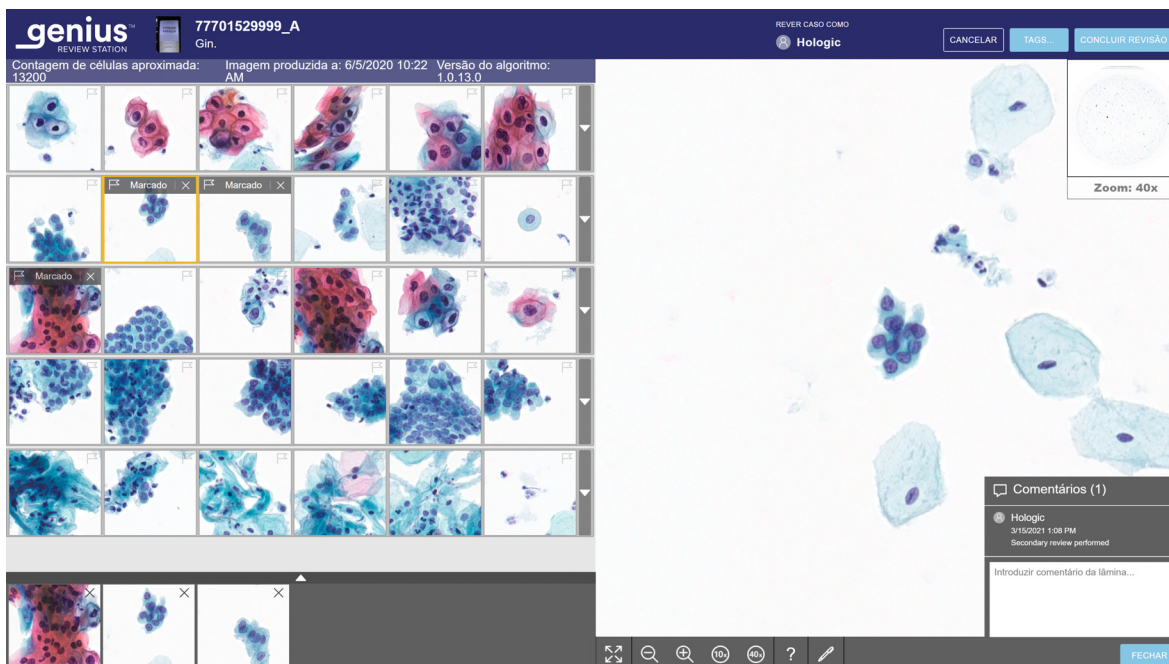 genius™
REVIEW STATION
77701529999_A
Gin.
REVER CASO COMO
Hologic
CANCELAR
TAGS...
CONCLUIR REVISÃO
Contagem de células aproximada: 13200
Imagem produzida a: 6/5/2020 10:22 AM
Versão do algoritmo: 1.0.13.0
Marcado
Marcado
Marcado
Zoom: 40x
Comentários (1)
Hologic
3/15/2021 1:08 PM
Secondary review performed
Introduzir comentário da lâmina...
10x
40x
?
FECHAR